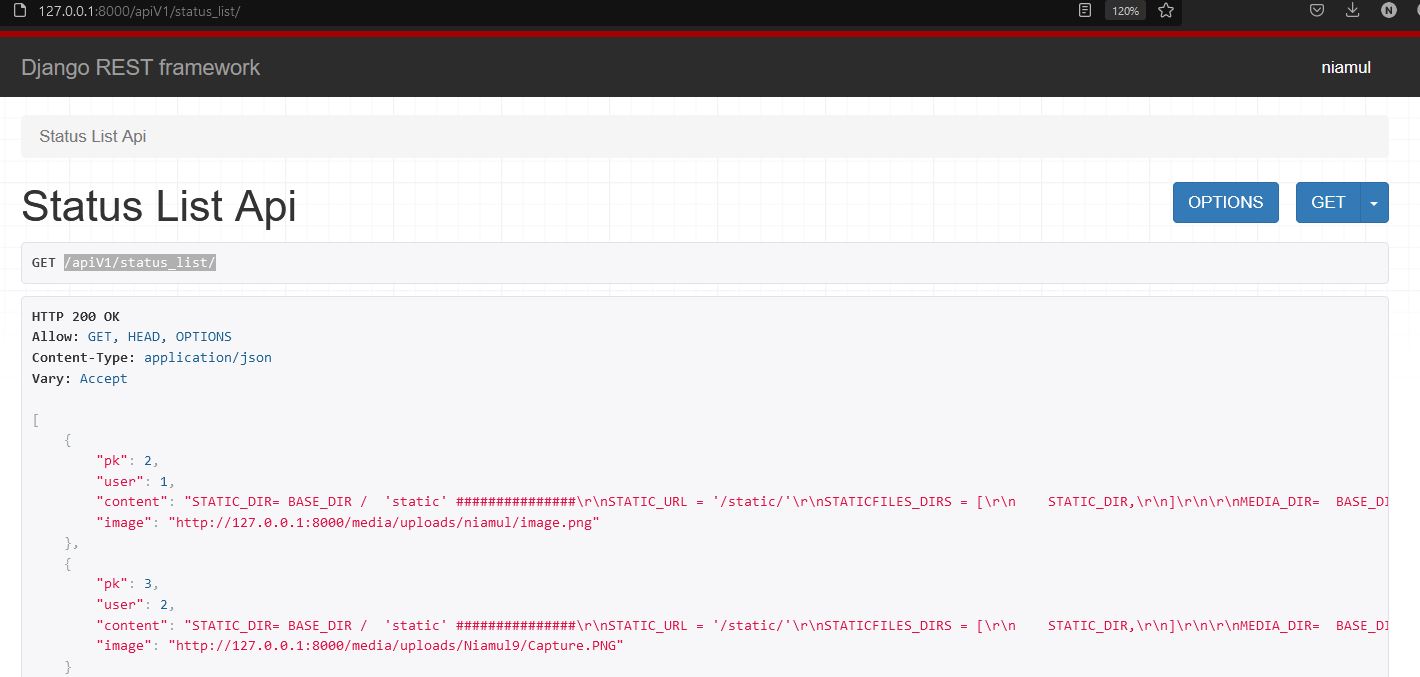 127.0.0.1:8000/apiV1/status_list/
120%
N
Django REST framework
niamul
Status List Api
Status List Api
OPTIONS
GET
GET /apiV1/status_list/
HTTP 200 OK
Allow: GET, HEAD, OPTIONS
Content-Type: application/json
Vary: Accept
[
    {
        "pk": 2,
        "user": 1,
        "content": "STATIC_DIR= BASE_DIR /  'static' ###############\r\nSTATIC_URL = '/static/'\r\nSTATICFILES_DIRS = [\r\n    STATIC_DIR,\r\n]\r\n\r\nMEDIA_DIR=  BASE_DI
        "image": "http://127.0.0.1:8000/media/uploads/niamul/image.png"
    },
    {
        "pk": 3,
        "user": 2,
        "content": "STATIC_DIR= BASE_DIR /  'static' ###############\r\nSTATIC_URL = '/static/'\r\nSTATICFILES_DIRS = [\r\n    STATIC_DIR,\r\n]\r\n\r\nMEDIA_DIR=  BASE_DI
        "image": "http://127.0.0.1:8000/media/uploads/Niamul9/Capture.PNG"
    }